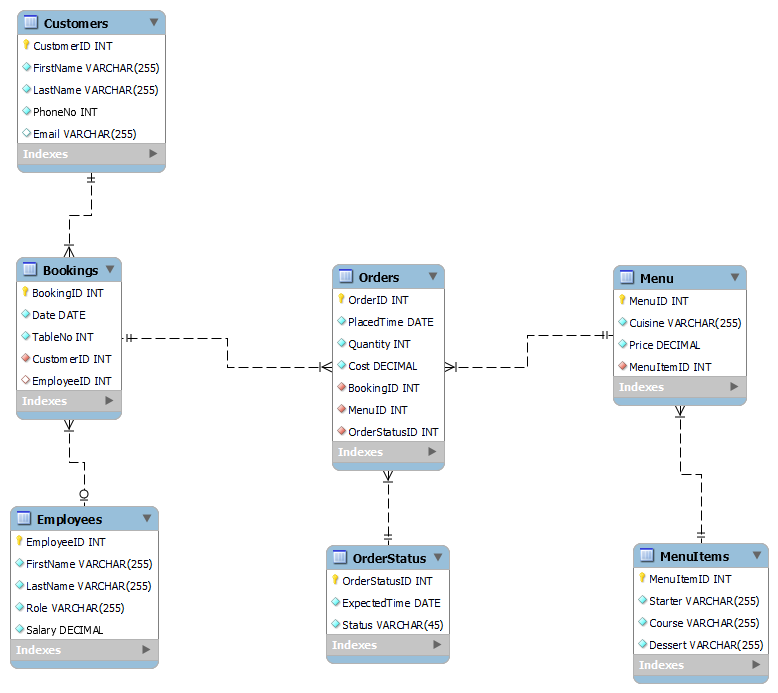 Customers
CustomerID INT
FirstName VARCHAR(255)
LastName VARCHAR(255)
PhoneNo INT
Email VARCHAR(255)
Indexes
Bookings
BookingID INT
Date DATE
TableNo INT
CustomerID INT
EmployeeID INT
Indexes
Orders
OrderID INT
PlacedTime DATE
Quantity INT
Cost DECIMAL
BookingID INT
MenuID INT
OrderStatusID INT
Indexes
Menu
MenuID INT
Cuisine VARCHAR(255)
Price DECIMAL
MenuItemID INT
Indexes
Employees
EmployeeID INT
FirstName VARCHAR(255)
LastName VARCHAR(255)
Role VARCHAR(255)
Salary DECIMAL
Indexes
OrderStatus
OrderStatusID INT
ExpectedTime DATE
Status VARCHAR(45)
Indexes
MenuItems
MenuItemID INT
Starter VARCHAR(255)
Course VARCHAR(255)
Dessert VARCHAR(255)
Indexes